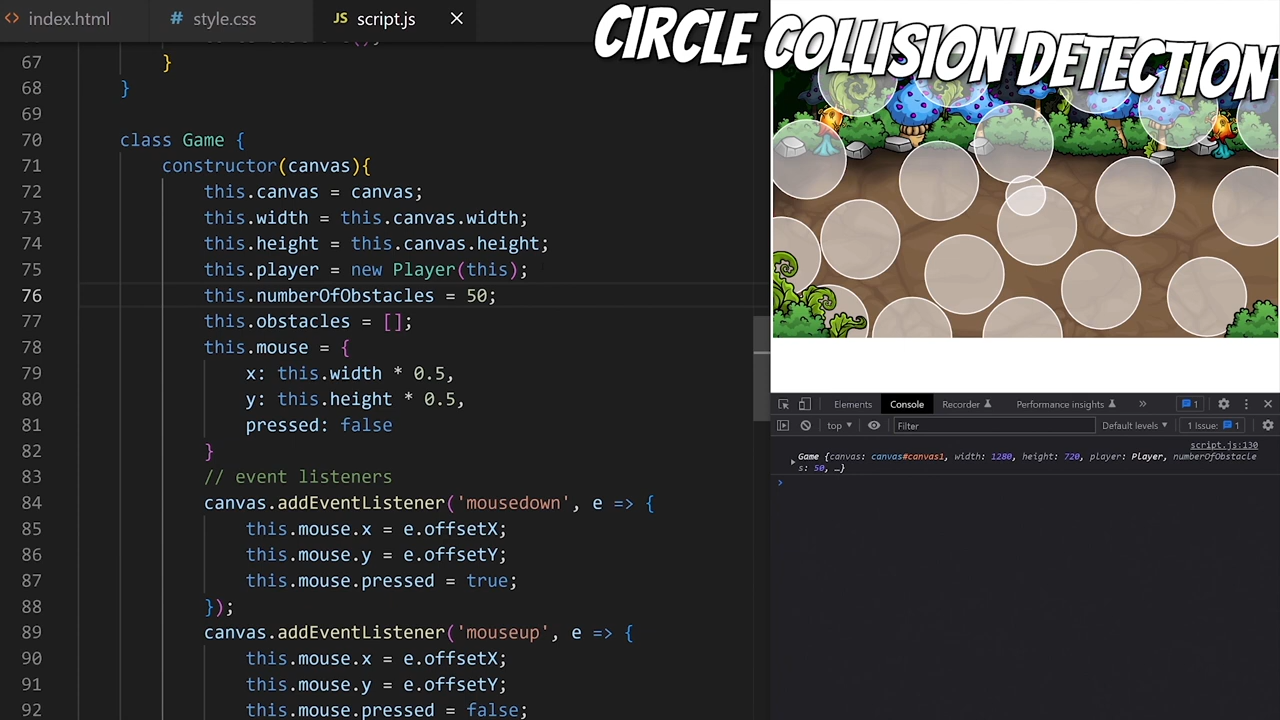 index.html
style.css
script.js
CIRCLE COLLISION DETECTION
67 }
68 }
69
70 class Game {
71 constructor(canvas){
72 this.canvas = canvas;
73 this.width = this.canvas.width;
74 this.height = this.canvas.height;
75 this.player = new Player(this);
76 this.numberOfObstacles = 50;
77 this.obstacles = [];
78 this.mouse = {
79 x: this.width * 0.5,
80 y: this.height * 0.5,
81 pressed: false
82 }
83 // event listeners
84 canvas.addEventListener('mousedown', e => {
85 this.mouse.x = e.offsetX;
86 this.mouse.y = e.offsetY;
87 this.mouse.pressed = true;
88 });
89 canvas.addEventListener('mouseup', e => {
90 this.mouse.x = e.offsetX;
91 this.mouse.y = e.offsetY;
92 this.mouse.pressed = false;
Elements Console Recorder Performance insights » 1
top Filter Default levels 1 Issue: 1
script.js:130
Game {canvas: canvas#canvas1, width: 1280, height: 720, player: Player, numberOfObstacle
s: 50, …}